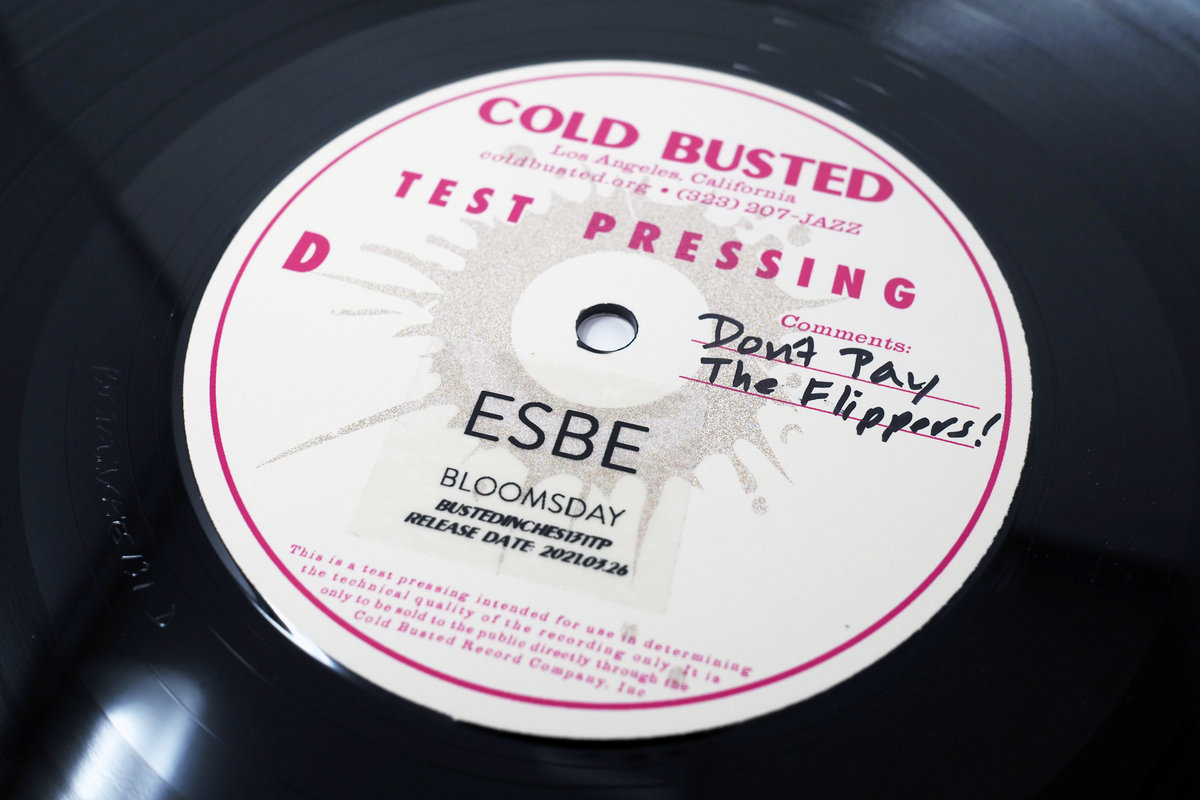 COLD BUSTED
Los Angeles, California
coldbusted.org • (323) 207-JAZZ
TEST PRESSING
D
Comments:
Dont Pay
The Flippers!
ESBE
BLOOMSDAY
BUSTEDINCHES131TP
RELEASE DATE: 2021.03.26
This is a test pressing intended for use in determining
the technical quality of the recording only. It is
only to be sold to the public directly through the
Cold Busted Record Company, Inc